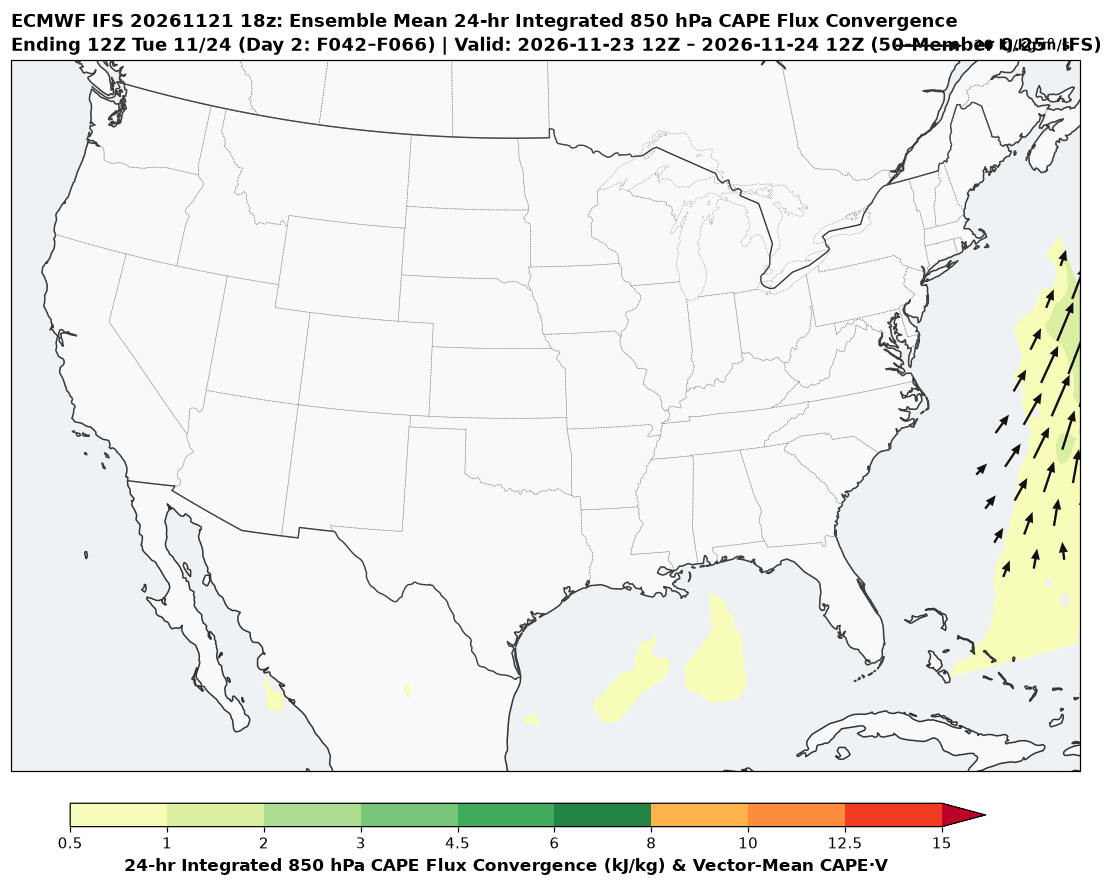 ECMWF IFS 20261121 18z: Ensemble Mean 24-hr Integrated 850 hPa CAPE Flux Convergence
Ending 12Z Tue 11/24 (Day 2: F042–F066) | Valid: 2026-11-23 12Z – 2026-11-24 12Z (50-Member 0.25° IFS)
0.5 1 2 3 4.5 6 8 10 12.5 15
24-hr Integrated 850 hPa CAPE Flux Convergence (kJ/kg) & Vector-Mean CAPE·V